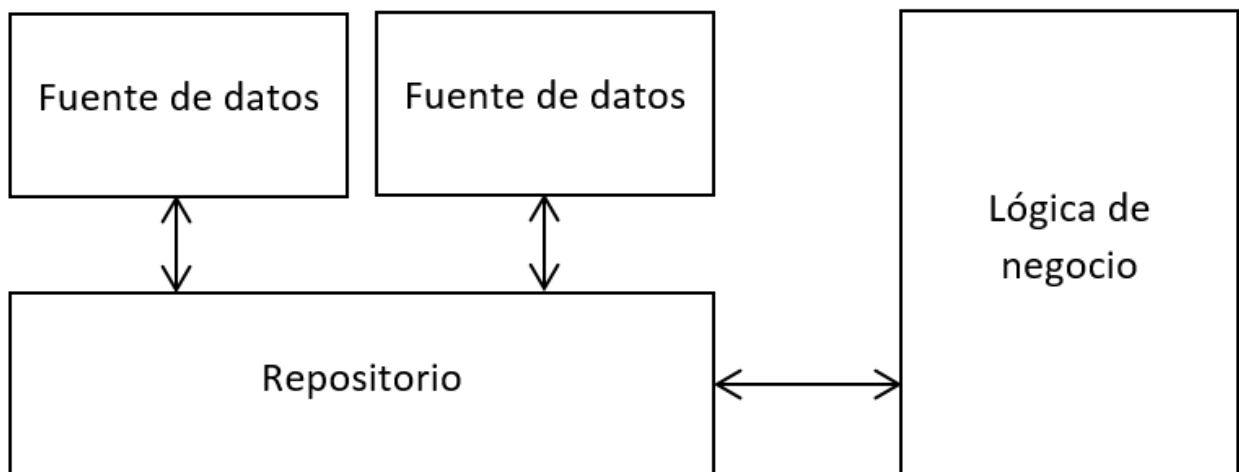 Fuente de datos
Fuente de datos
Lógica de
negocio
Repositorio